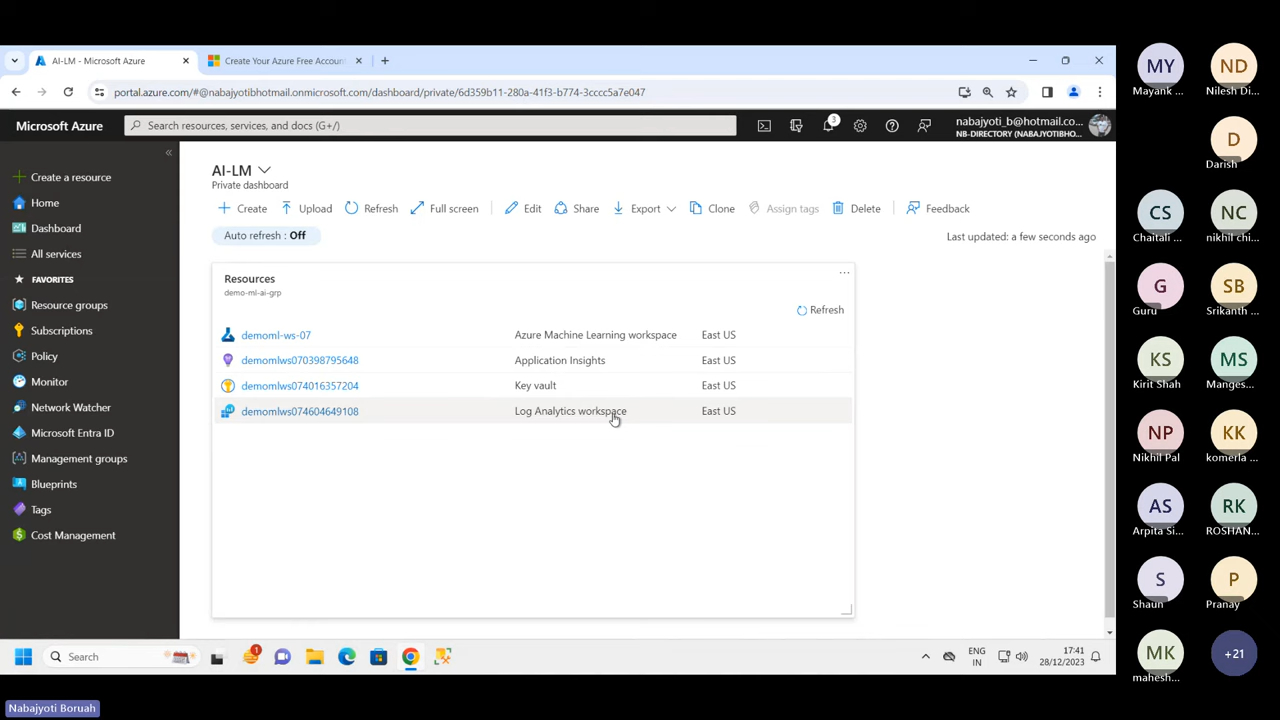 AI-LM - Microsoft Azure
Create Your Azure Free Accoun
portal.azure.com/#@nabajyotibhotmail.onmicrosoft.com/dashboard/private/6d359b11-280a-41f3-b774-3cccc5a7e047
Microsoft Azure
Search resources, services, and docs (G+/)
3
nabajyoti_b@hotmail.co...
NB-DIRECTORY (NABAJYOTIBHO...
Create a resource
Home
Dashboard
All services
FAVORITES
Resource groups
Subscriptions
Policy
Monitor
Network Watcher
Microsoft Entra ID
Management groups
Blueprints
Tags
Cost Management
AI-LM
Private dashboard
Create Upload Refresh Full screen Edit Share Export Clone Assign tags Delete Feedback
Auto refresh : Off
Last updated: a few seconds ago
Resources
demo-ml-ai-grp
Refresh
demoml-ws-07 Azure Machine Learning workspace East US
demomlws070398795648 Application Insights East US
demomlws074016357204 Key vault East US
demomlws074604649108 Log Analytics workspace East US
Search
1
ENG
IN
17:41
28/12/2023
Nabajyoti Boruah
MY
Mayank ...
ND
Nilesh Di...
D
Darish
CS
Chaitali ...
NC
nikhil chi...
G
Guru
SB
Srikanth ...
KS
Kirit Shah
MS
Manges...
NP
Nikhil Pal
KK
komerla ...
AS
Arpita Si...
RK
ROSHAN...
S
Shaun
P
Pranay
MK
mahesh...
+21